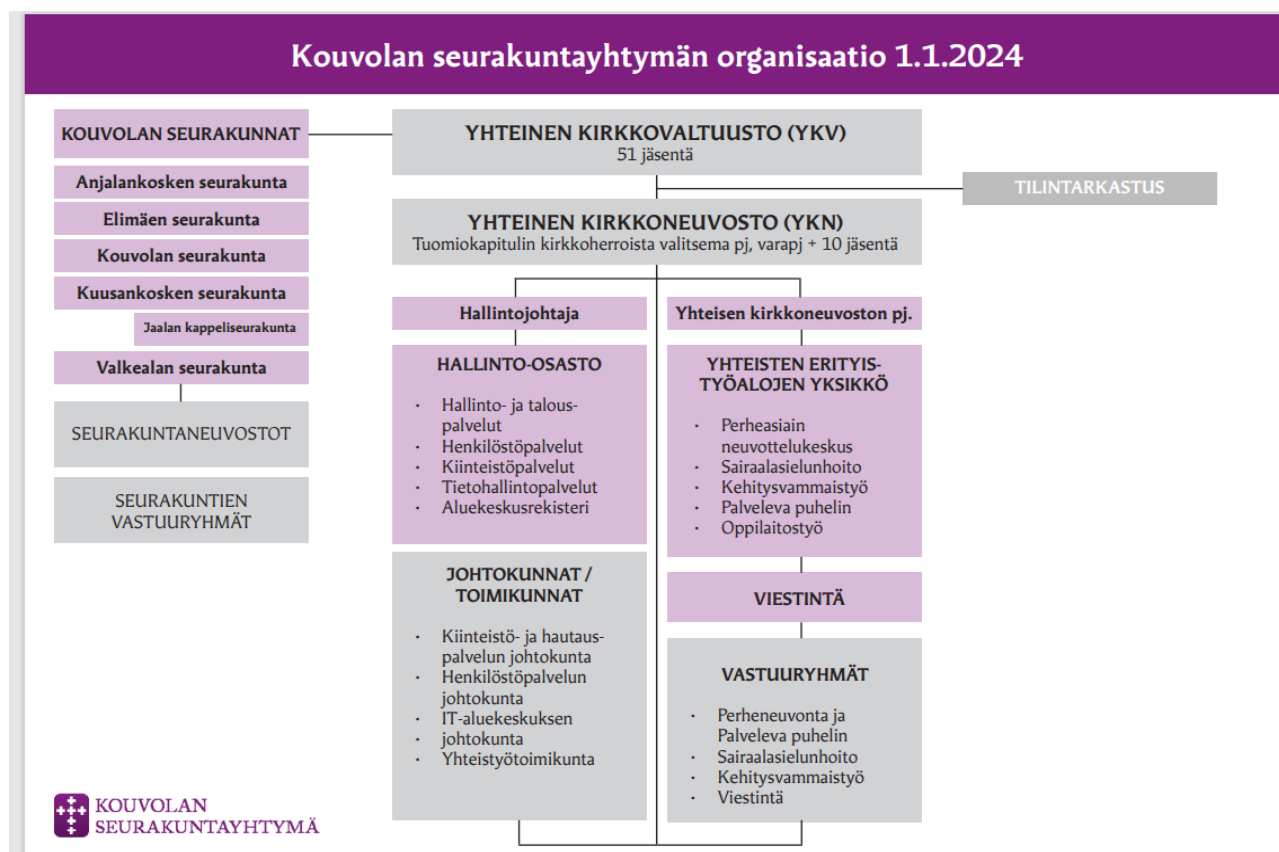 Kouvolan seurakuntayhtymän organisaatio 1.1.2024
KOUVOLAN SEURAKUNNAT
Anjalankosken seurakunta
Elimäen seurakunta
Kouvolan seurakunta
Kuusankosken seurakunta
Jaalan kappeliseurakunta
Valkealan seurakunta
SEURAKUNTANEUVOSTOT
SEURAKUNTIEN
VASTUURYHMÄT
YHTEINEN KIRKKOVALTUUSTO (YKV)
51 jäsentä
TILINTARKASTUS
YHTEINEN KIRKKONEUVOSTO (YKN)
Tuomiokapitulin kirkkoherroista valitsema pj, varapj + 10 jäsentä
Hallintojohtaja
HALLINTO-OSASTO
· Hallinto- ja talous-
palvelut
· Henkilöstöpalvelut
· Kiinteistöpalvelut
· Tietohallintopalvelut
· Aluekeskusrekisteri
JOHTOKUNNAT /
TOIMIKUNNAT
· Kiinteistö- ja hautaus-
palvelun johtokunta
· Henkilöstöpalvelun
johtokunta
· IT-aluekeskuksen
· johtokunta
· Yhteistyötoimikunta
Yhteisen kirkkoneuvoston pj.
YHTEISTEN ERITYIS-
TYÖALOJEN YKSIKKÖ
· Perheasiain
neuvottelukeskus
· Sairaalasielunhoito
· Kehitysvammaistyö
· Palveleva puhelin
· Oppilaitostyö
VIESTINTÄ
VASTUURYHMÄT
· Perheneuvonta ja
Palveleva puhelin
· Sairaalasielunhoito
· Kehitysvammaistyö
· Viestintä
KOUVOLAN
SEURAKUNTAYHTYMÄ